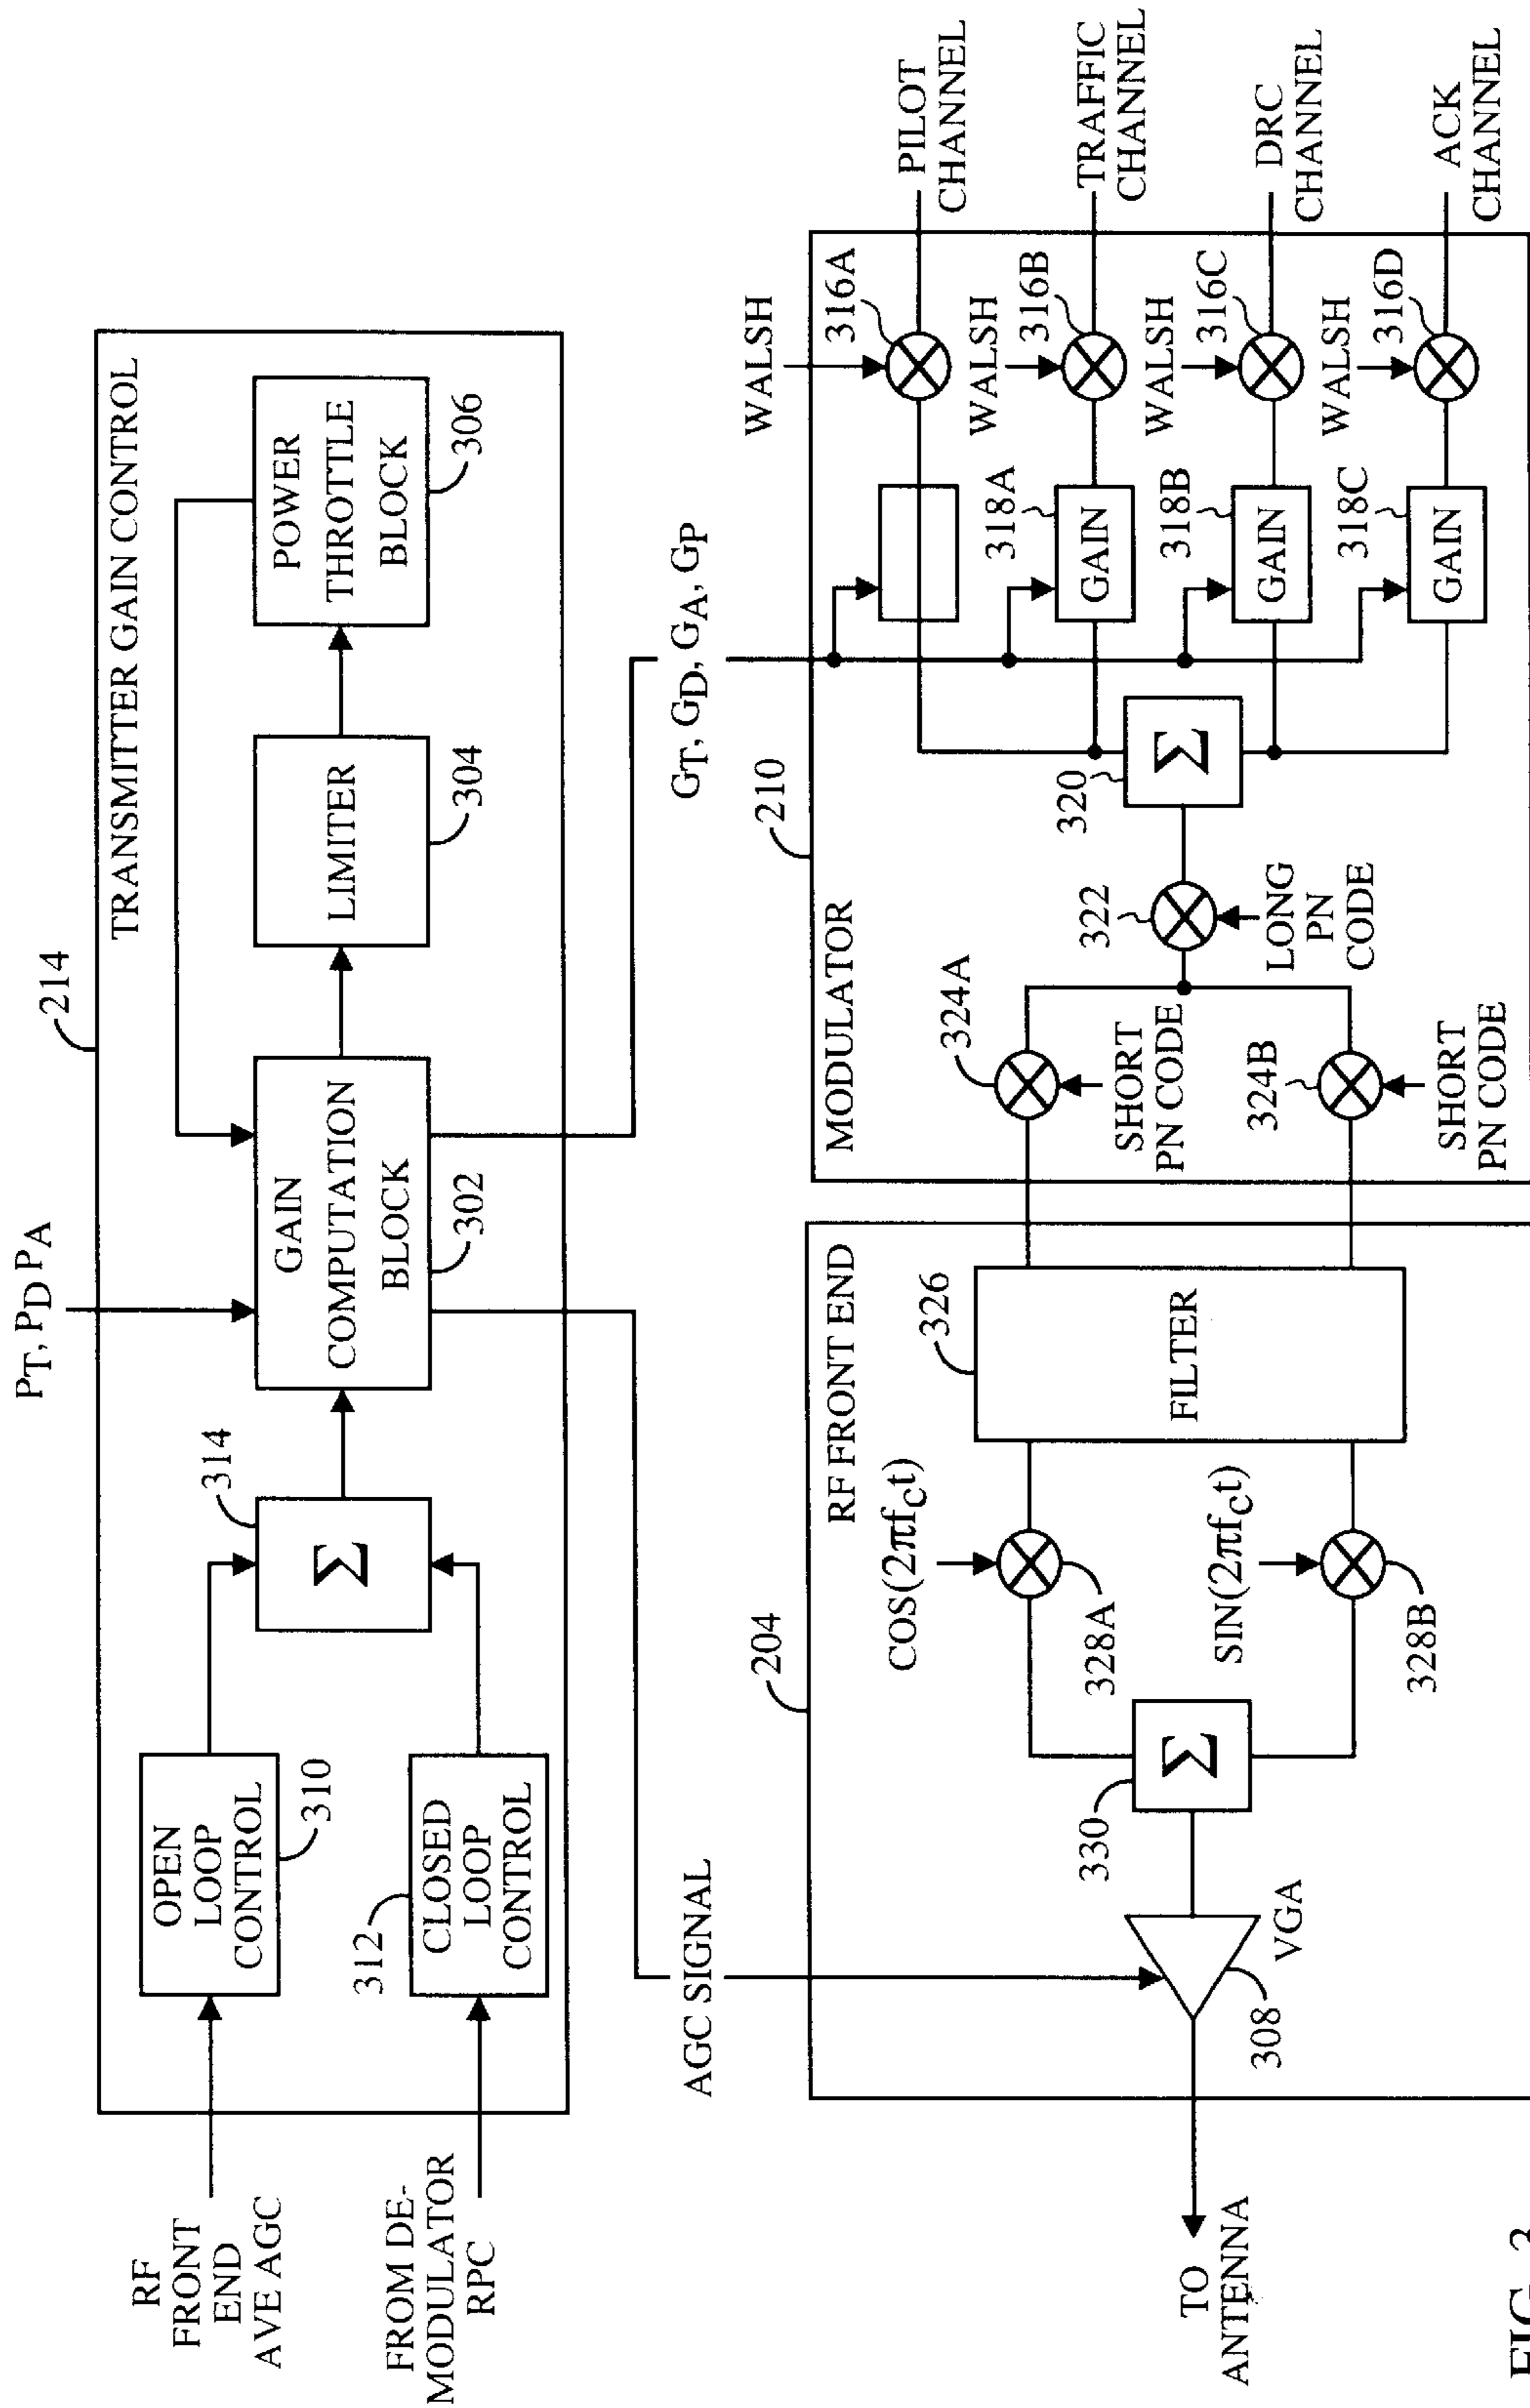 PT, PD PA
214
TRANSMITTER GAIN CONTROL
RF
FRONT
END
AVE AGC
OPEN
LOOP
CONTROL
310
FROM DE-
MODULATOR
RPC
312
CLOSED
LOOP
CONTROL
314
Σ
GAIN
COMPUTATION
BLOCK
302
LIMITER
304
POWER
THROTTLE
BLOCK
306
AGC SIGNAL
GT, GD, GA, GP
204
RF FRONT END
TO
ANTENNA
308
VGA
330
Σ
COS(2πfct)
328A
SIN(2πfct)
328B
326
FILTER
210
MODULATOR
324A
SHORT
PN CODE
324B
SHORT
PN CODE
322
LONG
PN
CODE
320
Σ
WALSH
316A
PILOT
CHANNEL
318A
GAIN
WALSH
316B
TRAFFIC
CHANNEL
318B
GAIN
WALSH
316C
DRC
CHANNEL
318C
GAIN
WALSH
316D
ACK
CHANNEL
FIG. 3